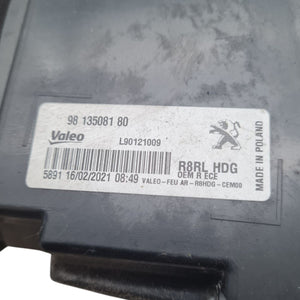 98 135081 80
Valeo
L90121009
R8RL HDG
OEM R ECE
5891 16/02/2021 08:49 VALEO-FEU AR-R8HDG-CEM00
MADE IN POLAND